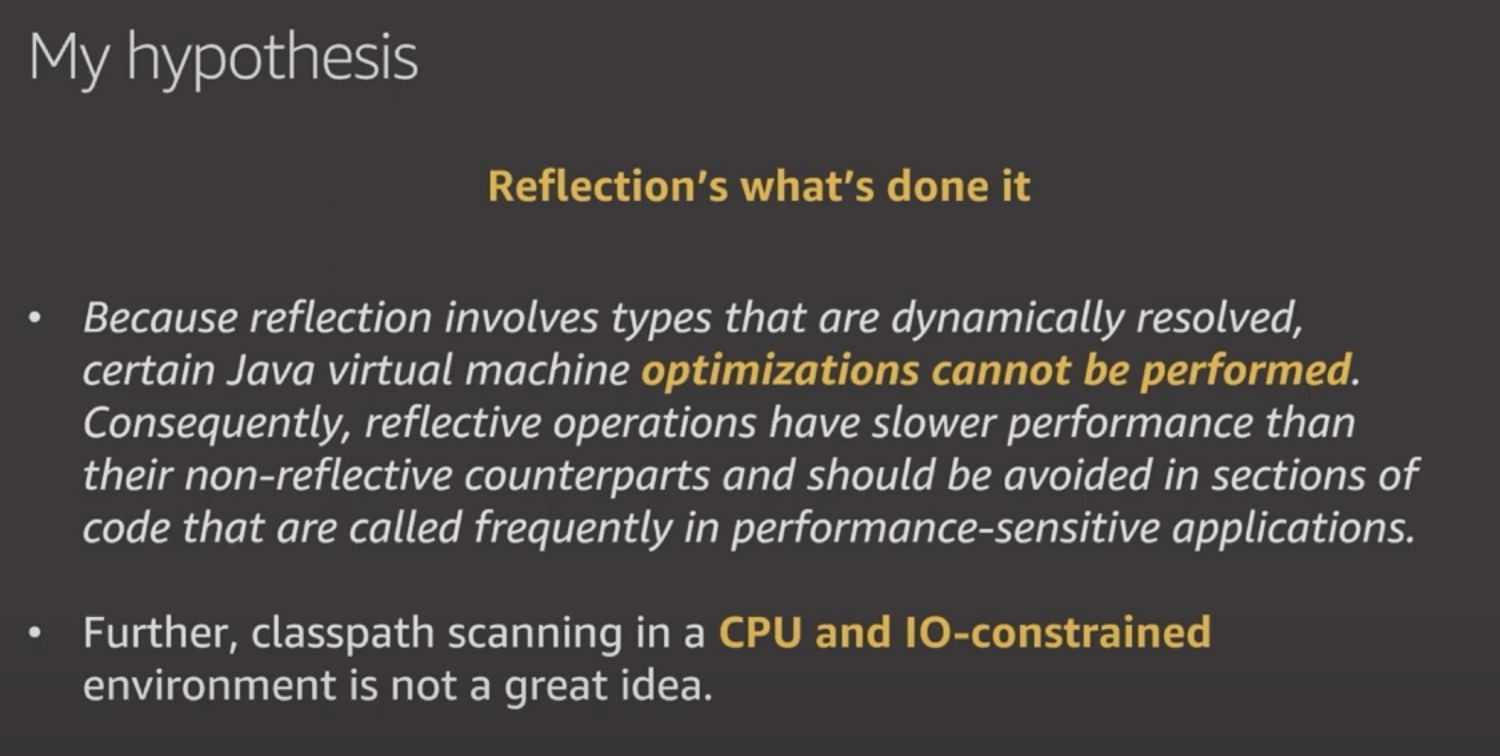 My hypothesis
Reflection’s what’s done it
• Because reflection involves types that are dynamically resolved,
certain Java virtual machine optimizations cannot be performed.
Consequently, reflective operations have slower performance than
their non-reflective counterparts and should be avoided in sections of
code that are called frequently in performance-sensitive applications.
• Further, classpath scanning in a CPU and IO-constrained
environment is not a great idea.